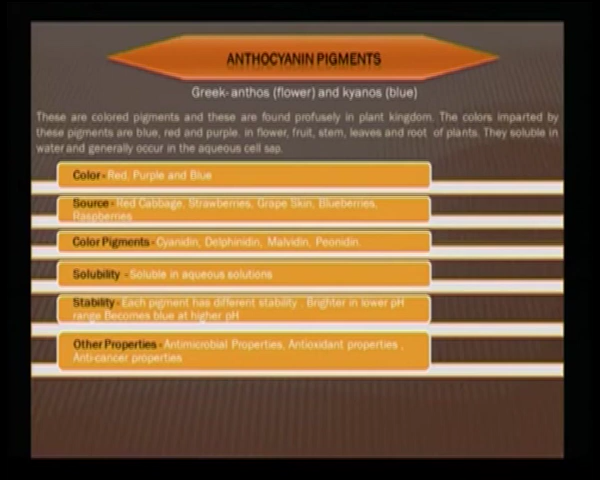 ANTHOCYANIN PIGMENTS
Greek- anthos (flower) and kyanos (blue)
These are colored pigments and these are found profusely in plant kingdom. The colors imparted by
these pigments are blue, red and purple. in flower, fruit, stem, leaves and root of plants. They soluble in
water and generally occur in the aqueous cell sap.
Color - Red, Purple and Blue
Source - Red Cabbage, Strawberries, Grape Skin, Blueberries,
Raspberries
Color Pigments - Cyanidin, Delphinidin, Malvidin, Peonidin.
Solubility - Soluble in aqueous solutions
Stability - Each pigment has different stability . Brighter in lower pH
range Becomes blue at higher pH
Other Properties - Antimicrobial Properties, Antioxidant properties ,
Anti-cancer properties